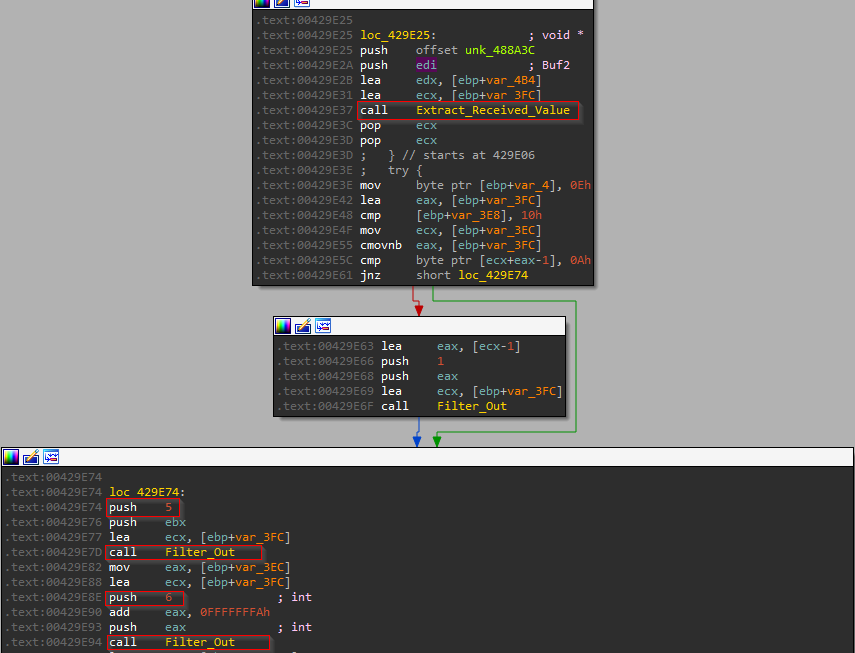 .text:00429E25
.text:00429E25 loc_429E25: ; void *
.text:00429E25 push offset unk_488A3C
.text:00429E2A push edi ; Buf2
.text:00429E2B lea edx, [ebp+var_4B4]
.text:00429E31 lea ecx, [ebp+var_3FC]
.text:00429E37 call Extract_Received_Value
.text:00429E3C pop ecx
.text:00429E3D pop ecx
.text:00429E3D ; } // starts at 429E06
.text:00429E3E ; try {
.text:00429E3E mov byte ptr [ebp+var_4], 0Eh
.text:00429E42 lea eax, [ebp+var_3FC]
.text:00429E48 cmp [ebp+var_3E8], 10h
.text:00429E4F mov ecx, [ebp+var_3EC]
.text:00429E55 cmovnb eax, [ebp+var_3FC]
.text:00429E5C cmp byte ptr [ecx+eax-1], 0Ah
.text:00429E61 jnz short loc_429E74
.text:00429E63 lea eax, [ecx-1]
.text:00429E66 push 1
.text:00429E68 push eax
.text:00429E69 lea ecx, [ebp+var_3FC]
.text:00429E6F call Filter_Out
.text:00429E74
.text:00429E74 loc_429E74:
.text:00429E74 push 5
.text:00429E76 push ebx
.text:00429E77 lea ecx, [ebp+var_3FC]
.text:00429E7D call Filter_Out
.text:00429E82 mov eax, [ebp+var_3EC]
.text:00429E88 lea ecx, [ebp+var_3FC]
.text:00429E8E push 6 ; int
.text:00429E90 add eax, 0FFFFFFFAh
.text:00429E93 push eax ; int
.text:00429E94 call Filter_Out